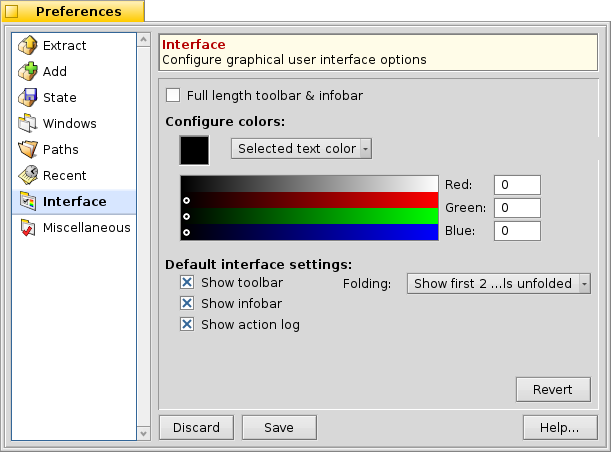 Preferences
Extract
Add
State
Windows
Paths
Recent
Interface
Miscellaneous
Interface
Configure graphical user interface options
Full length toolbar & infobar
Configure colors:
Selected text color
Red: 0
Green: 0
Blue: 0
Default interface settings:
Show toolbar
Folding: Show first 2 ...ls unfolded
Show infobar
Show action log
Revert
Discard
Save
Help...